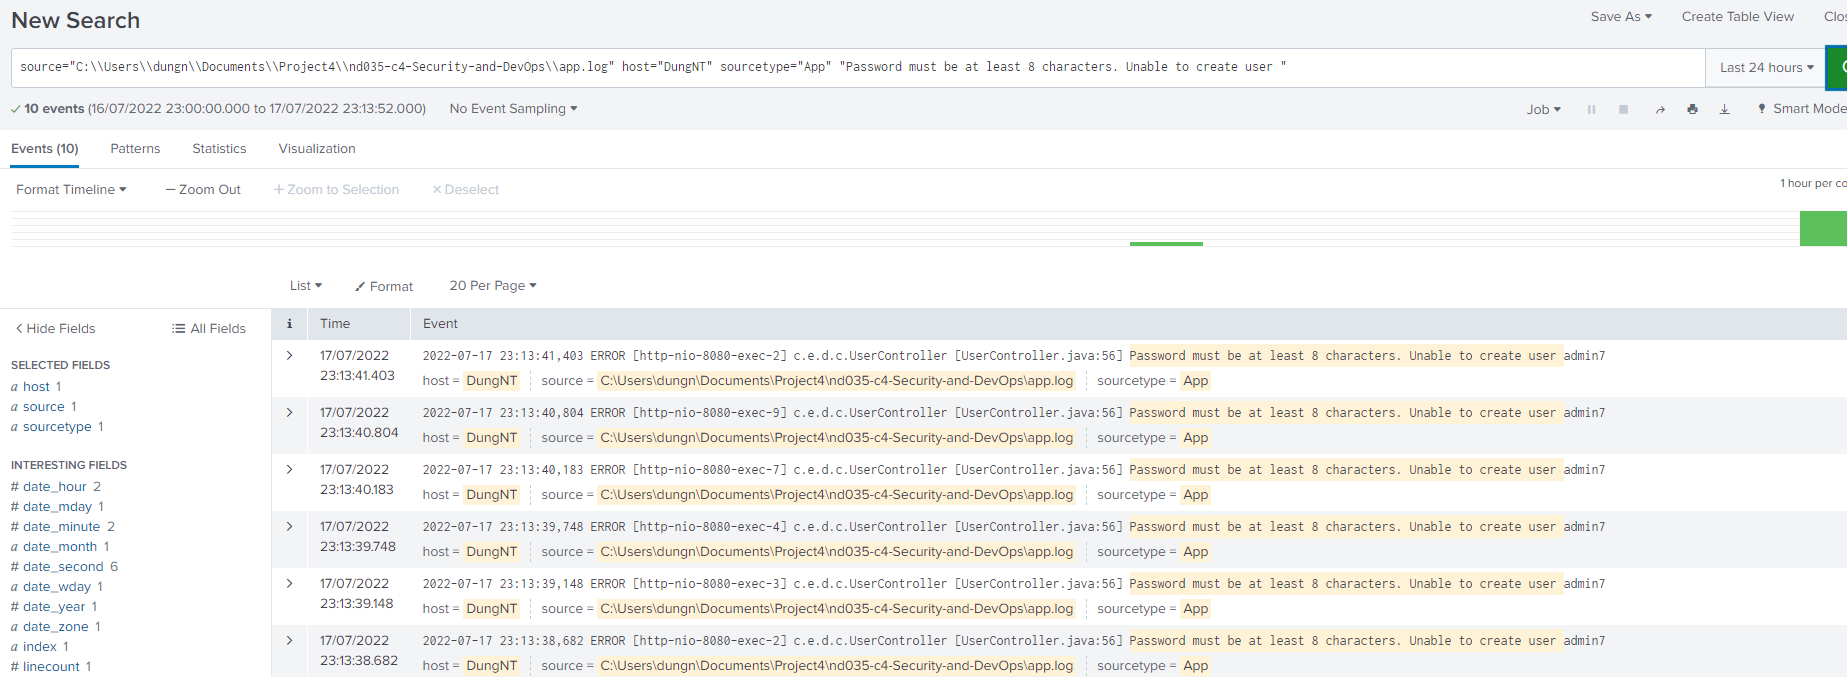 New Search
Save As Create Table View Clos
source="C:\\Users\\dungn\\Documents\\Project4\\nd035-c4-Security-and-DevOps\\app.log" host="DungNT" sourcetype="App" "Password must be at least 8 characters. Unable to create user "
Last 24 hours
10 events (16/07/2022 23:00:00.000 to 17/07/2022 23:13:52.000) No Event Sampling
Job Smart Mode
Events (10) Patterns Statistics Visualization
Format Timeline — Zoom Out + Zoom to Selection × Deselect
1 hour per co
List Format 20 Per Page
< Hide Fields All Fields
i Time Event
SELECTED FIELDS
a host 1
a source 1
a sourcetype 1
INTERESTING FIELDS
# date_hour 2
# date_mday 1
# date_minute 2
a date_month 1
# date_second 6
a date_wday 1
# date_year 1
a date_zone 1
a index 1
# linecount 1
> 17/07/2022 2022-07-17 23:13:41,403 ERROR [http-nio-8080-exec-2] c.e.d.c.UserController [UserController.java:56] Password must be at least 8 characters. Unable to create user admin7
23:13:41.403 host = DungNT source = C:\Users\dungn\Documents\Project4\nd035-c4-Security-and-DevOps\app.log sourcetype = App
> 17/07/2022 2022-07-17 23:13:40,804 ERROR [http-nio-8080-exec-9] c.e.d.c.UserController [UserController.java:56] Password must be at least 8 characters. Unable to create user admin7
23:13:40.804 host = DungNT source = C:\Users\dungn\Documents\Project4\nd035-c4-Security-and-DevOps\app.log sourcetype = App
> 17/07/2022 2022-07-17 23:13:40,183 ERROR [http-nio-8080-exec-7] c.e.d.c.UserController [UserController.java:56] Password must be at least 8 characters. Unable to create user admin7
23:13:40.183 host = DungNT source = C:\Users\dungn\Documents\Project4\nd035-c4-Security-and-DevOps\app.log sourcetype = App
> 17/07/2022 2022-07-17 23:13:39,748 ERROR [http-nio-8080-exec-4] c.e.d.c.UserController [UserController.java:56] Password must be at least 8 characters. Unable to create user admin7
23:13:39.748 host = DungNT source = C:\Users\dungn\Documents\Project4\nd035-c4-Security-and-DevOps\app.log sourcetype = App
> 17/07/2022 2022-07-17 23:13:39,148 ERROR [http-nio-8080-exec-3] c.e.d.c.UserController [UserController.java:56] Password must be at least 8 characters. Unable to create user admin7
23:13:39.148 host = DungNT source = C:\Users\dungn\Documents\Project4\nd035-c4-Security-and-DevOps\app.log sourcetype = App
> 17/07/2022 2022-07-17 23:13:38,682 ERROR [http-nio-8080-exec-2] c.e.d.c.UserController [UserController.java:56] Password must be at least 8 characters. Unable to create user admin7
23:13:38.682 host = DungNT source = C:\Users\dungn\Documents\Project4\nd035-c4-Security-and-DevOps\app.log sourcetype = App